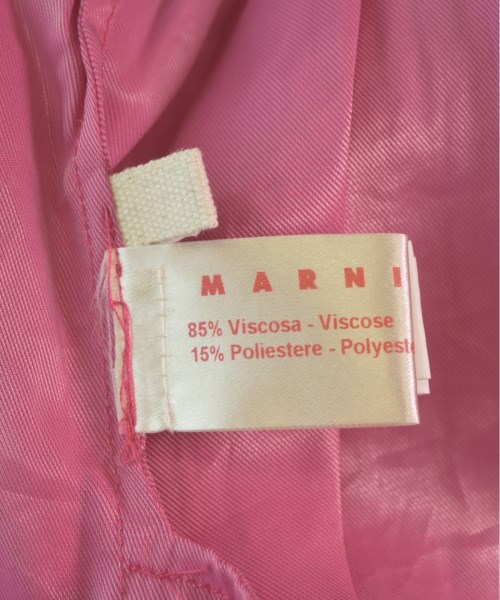 MARNI
85% Viscosa - Viscose
15% Poliestere - Polyeste